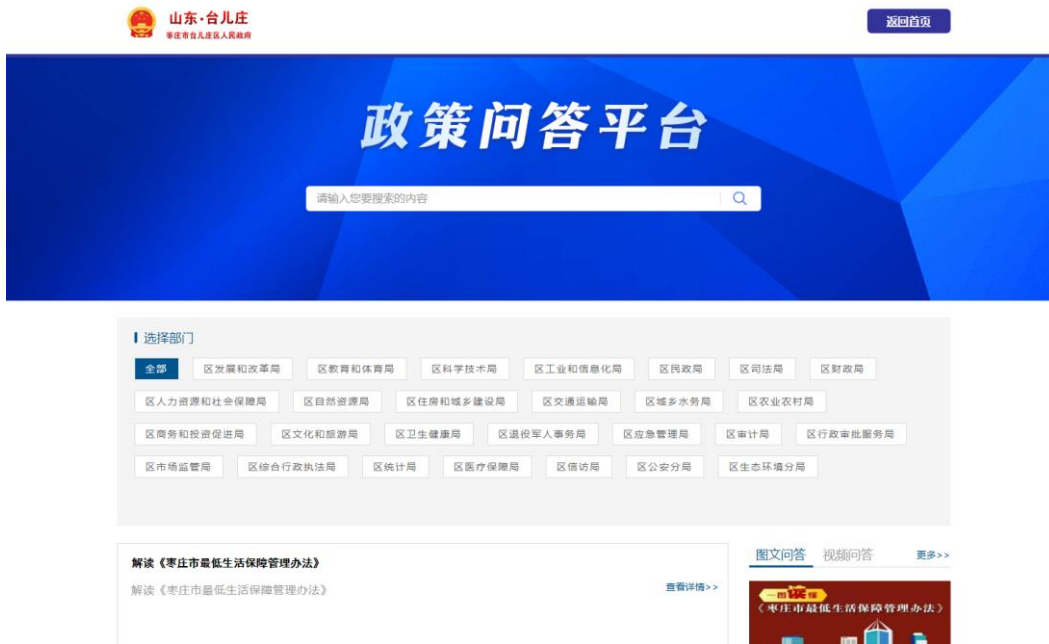 山东·台儿庄
枣庄市台儿庄区人民政府
返回首页
政策问答平台
请输入您要搜索的内容
选择部门
全部 区发展和改革局 区教育和体育局 区科学技术局 区工业和信息化局 区民政局 区司法局 区财政局
区人力资源和社会保障局 区自然资源局 区住房和城乡建设局 区交通运输局 区城乡水务局 区农业农村局
区商务和投资促进局 区文化和旅游局 区卫生健康局 区退役军人事务局 区应急管理局 区审计局 区行政审批服务局
区市场监管局 区综合行政执法局 区统计局 区医疗保障局 区信访局 区公安分局 区生态环境分局
解读《枣庄市最低生活保障管理办法》
解读《枣庄市最低生活保障管理办法》
查看详情>>
图文问答 视频问答 更多>>
一图读懂
《枣庄市最低生活保障管理办法》